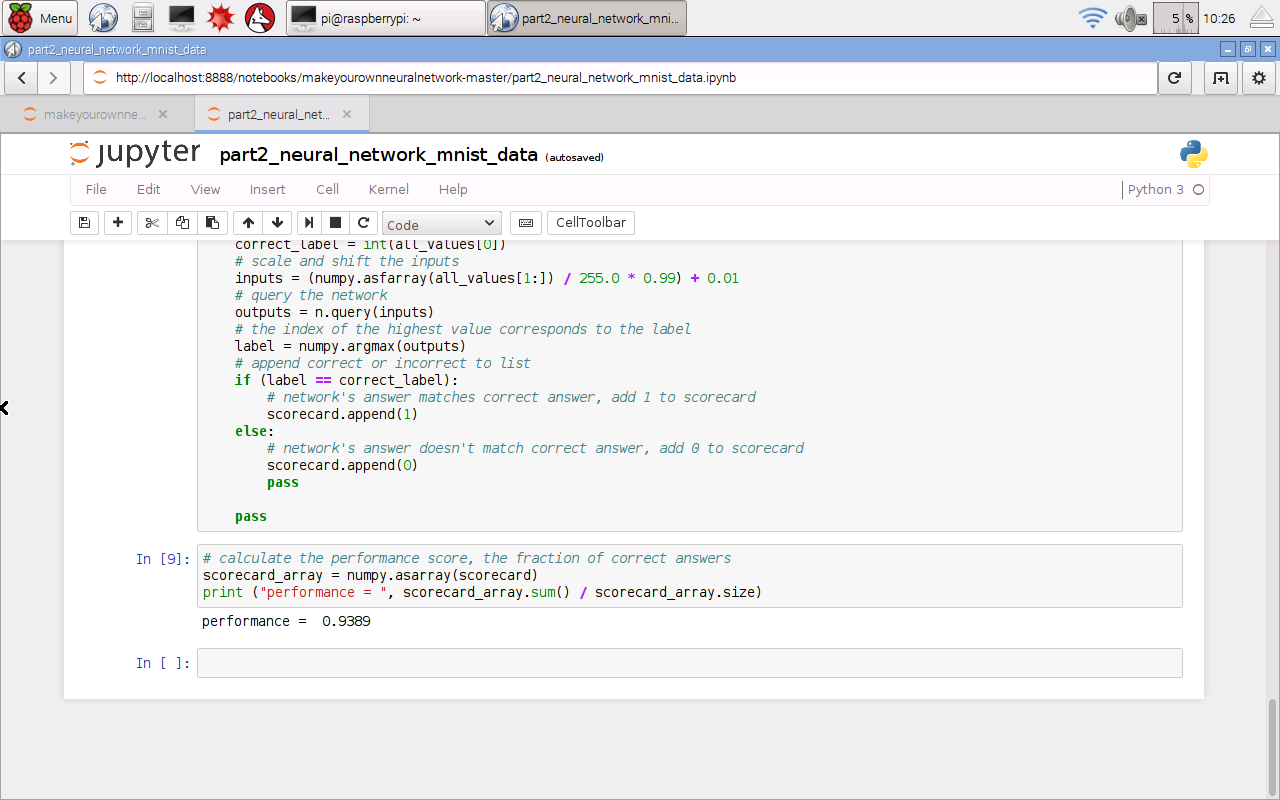 Menu
pi@raspberrypi: ~
part2_neural_network_mni...
5 %
10:26
part2_neural_network_mnist_data
http://localhost:8888/notebooks/makeyourownneuralnetwork-master/part2_neural_network_mnist_data.ipynb
makeyourownne...
part2_neural_net...
jupyter part2_neural_network_mnist_data (autosaved)
File Edit View Insert Cell Kernel Help Python 3
Code CellToolbar
correct_label = int(all_values[0])
# scale and shift the inputs
inputs = (numpy.asfarray(all_values[1:]) / 255.0 * 0.99) + 0.01
# query the network
outputs = n.query(inputs)
# the index of the highest value corresponds to the label
label = numpy.argmax(outputs)
# append correct or incorrect to list
if (label == correct_label):
# network's answer matches correct answer, add 1 to scorecard
scorecard.append(1)
else:
# network's answer doesn't match correct answer, add 0 to scorecard
scorecard.append(0)
pass
pass
In [9]: # calculate the performance score, the fraction of correct answers
scorecard_array = numpy.asarray(scorecard)
print ("performance = ", scorecard_array.sum() / scorecard_array.size)
performance =  0.9389
In [ ]: